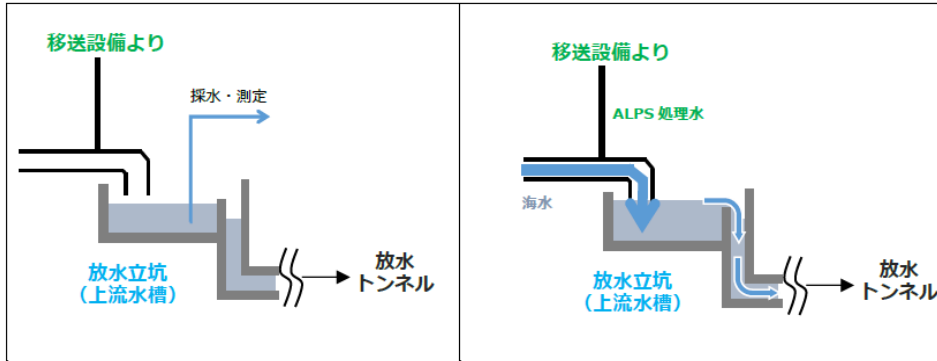 移送設備より
採水・測定
放水立坑
（上流水槽）
放水
トンネル
移送設備より
ALPS 処理水
海水
放水立坑
（上流水槽）
放水
トンネル